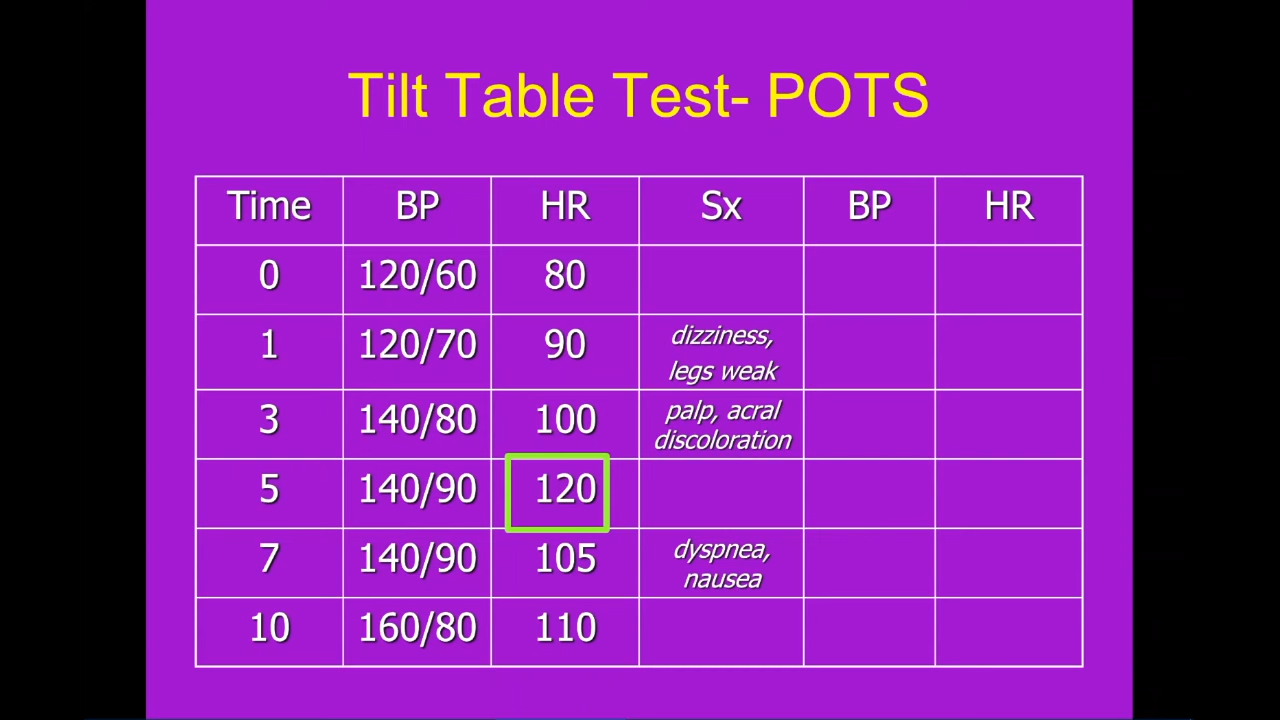 Tilt Table Test- POTS
Time BP HR Sx BP HR
0 120/60 80
1 120/70 90 dizziness,
legs weak
3 140/80 100 palp, acral
discoloration
5 140/90 120
7 140/90 105 dyspnea,
nausea
10 160/80 110